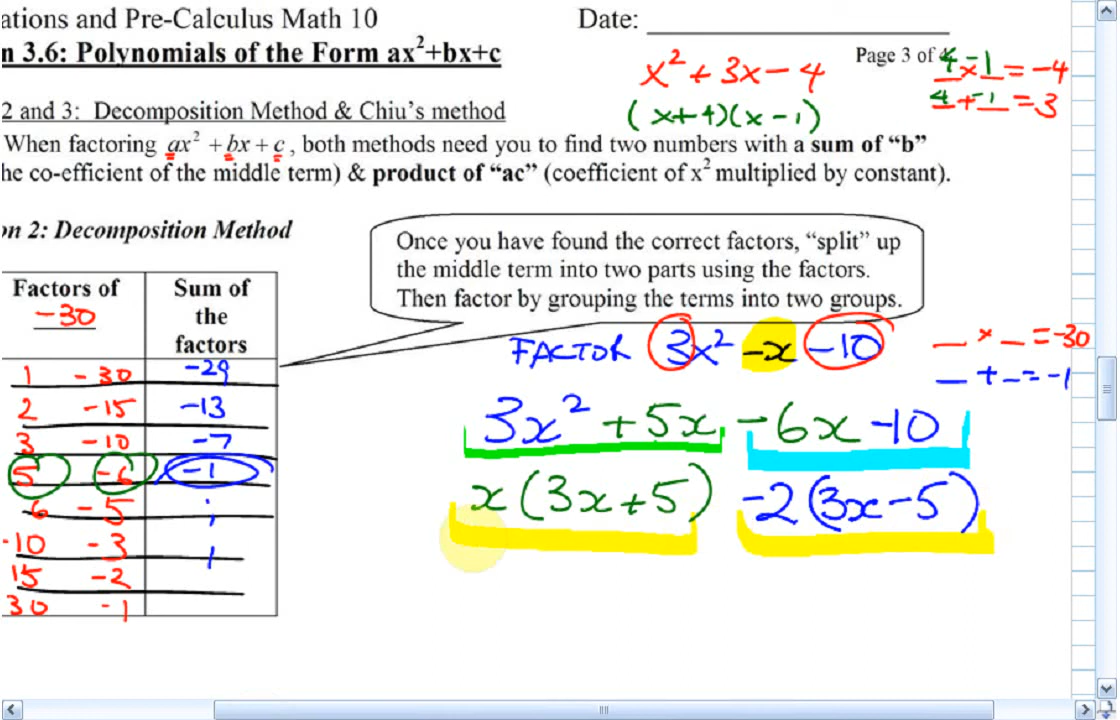 ations and Pre-Calculus Math 10 Date: ____________
n 3.6: Polynomials of the Form ax²+bx+c
Page 3 of 4
x² + 3x − 4
4 × -1 = -4
(x+4)(x−1)
4 + -1 = 3
2 and 3: Decomposition Method & Chiu's method
When factoring ax² + bx + c, both methods need you to find two numbers with a sum of “b”
he co-efficient of the middle term) & product of “ac” (coefficient of x² multiplied by constant).
on 2: Decomposition Method
Once you have found the correct factors, “split” up
the middle term into two parts using the factors.
Then factor by grouping the terms into two groups.
Factors of
-30
Sum of
the
factors
1 -30 -29
2 -15 -13
3 -10 -7
5 -6 -1
6 -5
-10 -3
15 -2
30 -1
FACTOR 3x² -x -10
_ × _ = -30
_ + _ = -1
3x² + 5x - 6x - 10
x(3x+5) -2(3x-5)